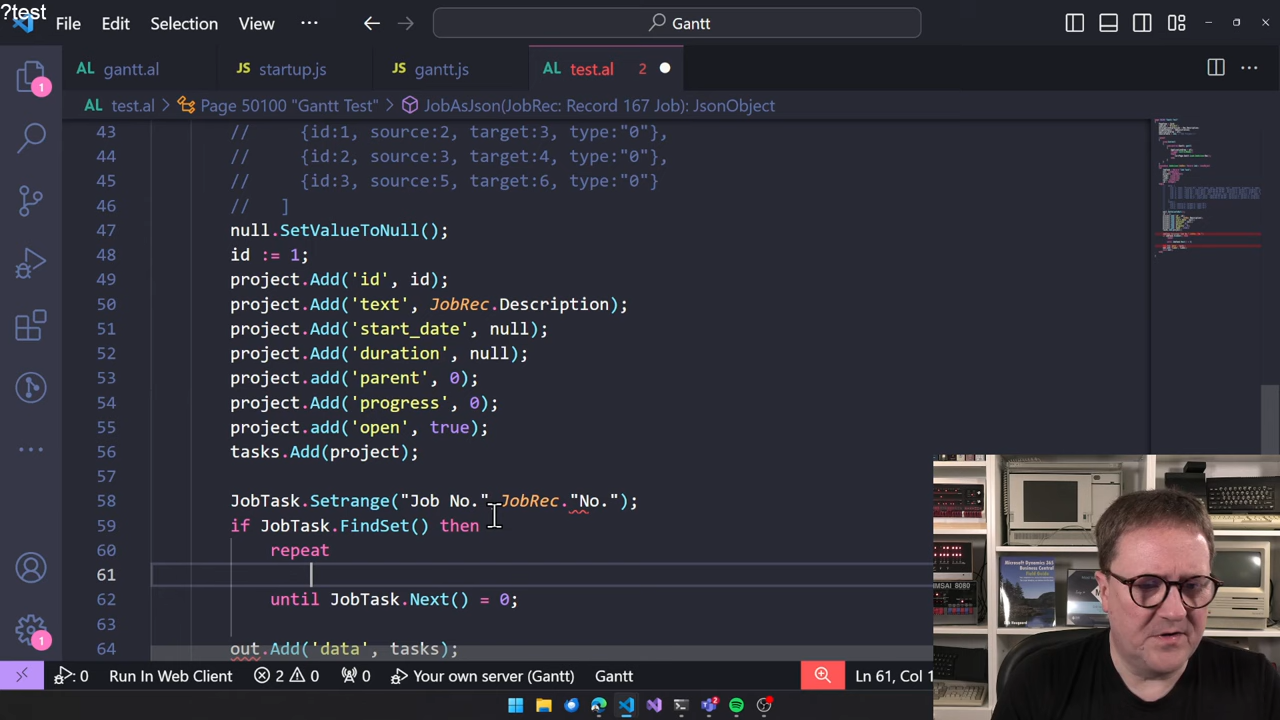 ?test
File Edit Selection View ··· Gantt
gantt.al startup.js gantt.js test.al 2
test.al > Page 50100 "Gantt Test" > JobAsJson(JobRec: Record 167 Job): JsonObject
43 // {id:1, source:2, target:3, type:"0"},
44 // {id:2, source:3, target:4, type:"0"},
45 // {id:3, source:5, target:6, type:"0"}
46 // ]
47 null.SetValueToNull();
48 id := 1;
49 project.Add('id', id);
50 project.Add('text', JobRec.Description);
51 project.Add('start_date', null);
52 project.Add('duration', null);
53 project.add('parent', 0);
54 project.Add('progress', 0);
55 project.add('open', true);
56 tasks.Add(project);
57
58 JobTask.Setrange("Job No.", JobRec."No.");
59 if JobTask.FindSet() then
60 repeat
61
62 until JobTask.Next() = 0;
63
64 out.Add('data', tasks);
: 0 Run In Web Client 2 0 0 Your own server (Gantt) Gantt Ln 61, Col 1